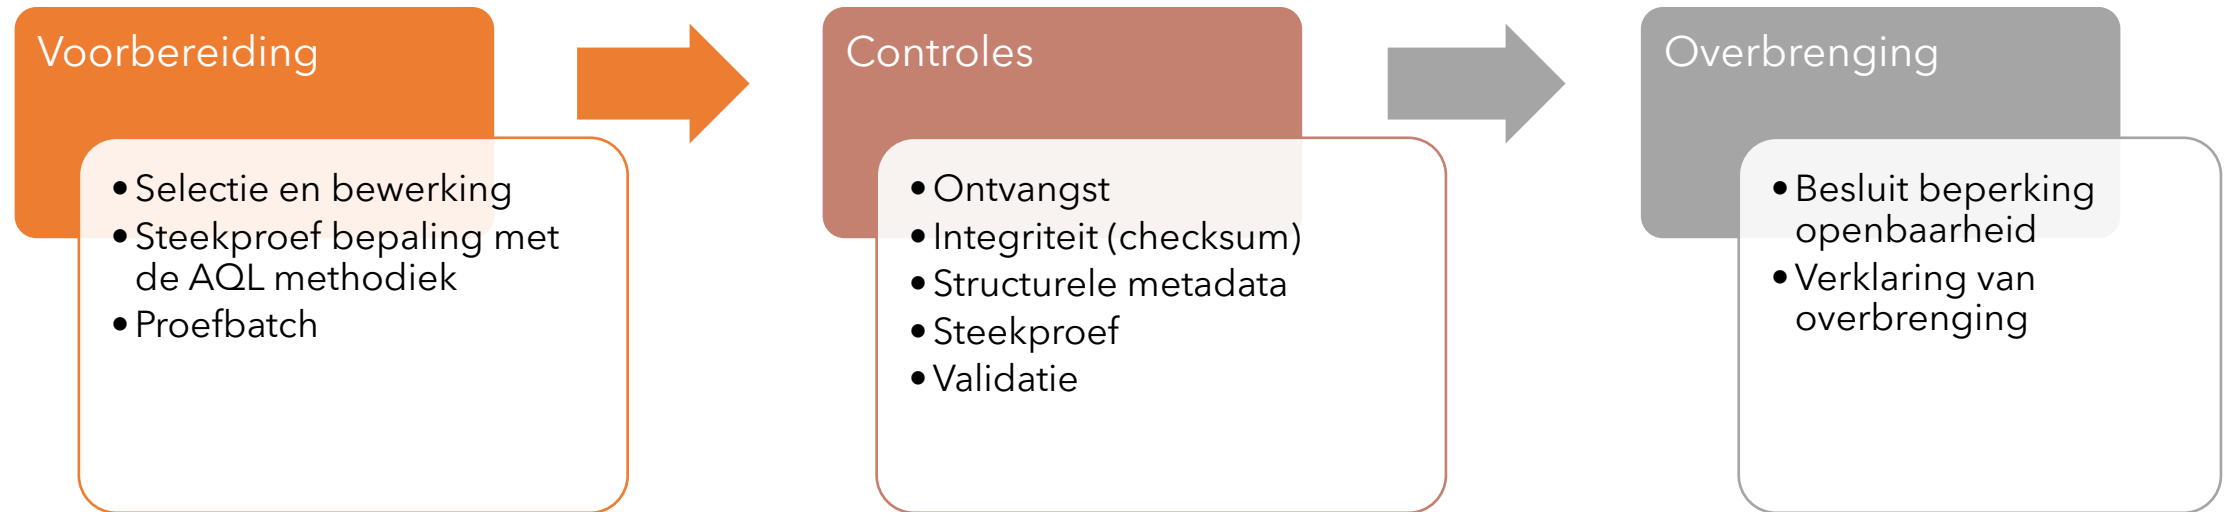 Voorbereiding
• Selectie en bewerking
• Steekproef bepaling met
de AQL methodiek
• Proefbatch
Controles
• Ontvangst
• Integriteit (checksum)
• Structurele metadata
• Steekproef
• Validatie
Overbrenging
• Besluit beperking
openbaarheid
• Verklaring van
overbrenging